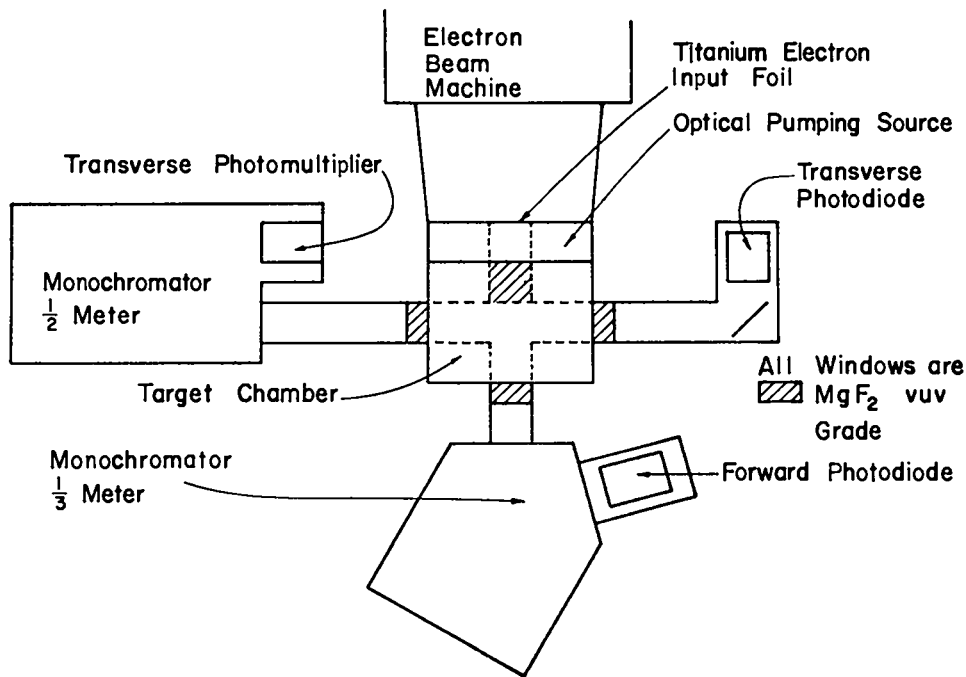 Electron
Beam
Machine
Titanium Electron
Input Foil
Optical Pumping Source
Transverse Photomultiplier
Transverse
Photodiode
Monochromator
1/2 Meter
Target Chamber
All Windows are
MgF₂ vuv
Grade
Monochromator
1/3 Meter
Forward Photodiode